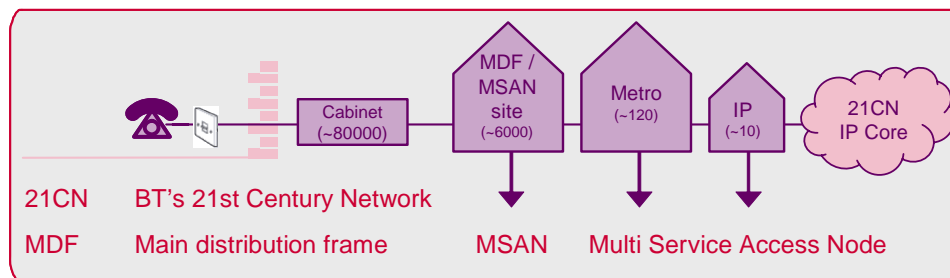 Cabinet
(~80000)
MDF /
MSAN
site
(~6000)
Metro
(~120)
IP
(~10)
21CN
IP Core
21CN BT's 21st Century Network
MDF Main distribution frame MSAN Multi Service Access Node